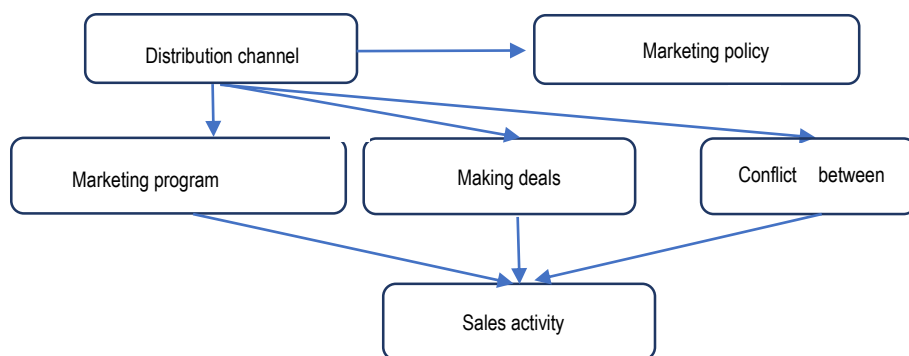 Distribution channel
Marketing policy
Marketing program
Making deals
Conflict between
Sales activity